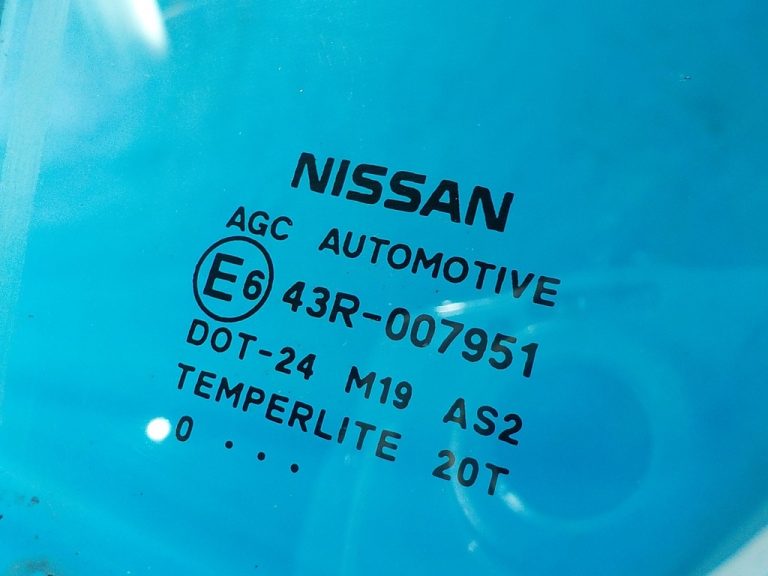 NISSAN
AGC AUTOMOTIVE
E6 43R-007951
DOT-24 M19 AS2
TEMPERLITE 20T
0 . . .